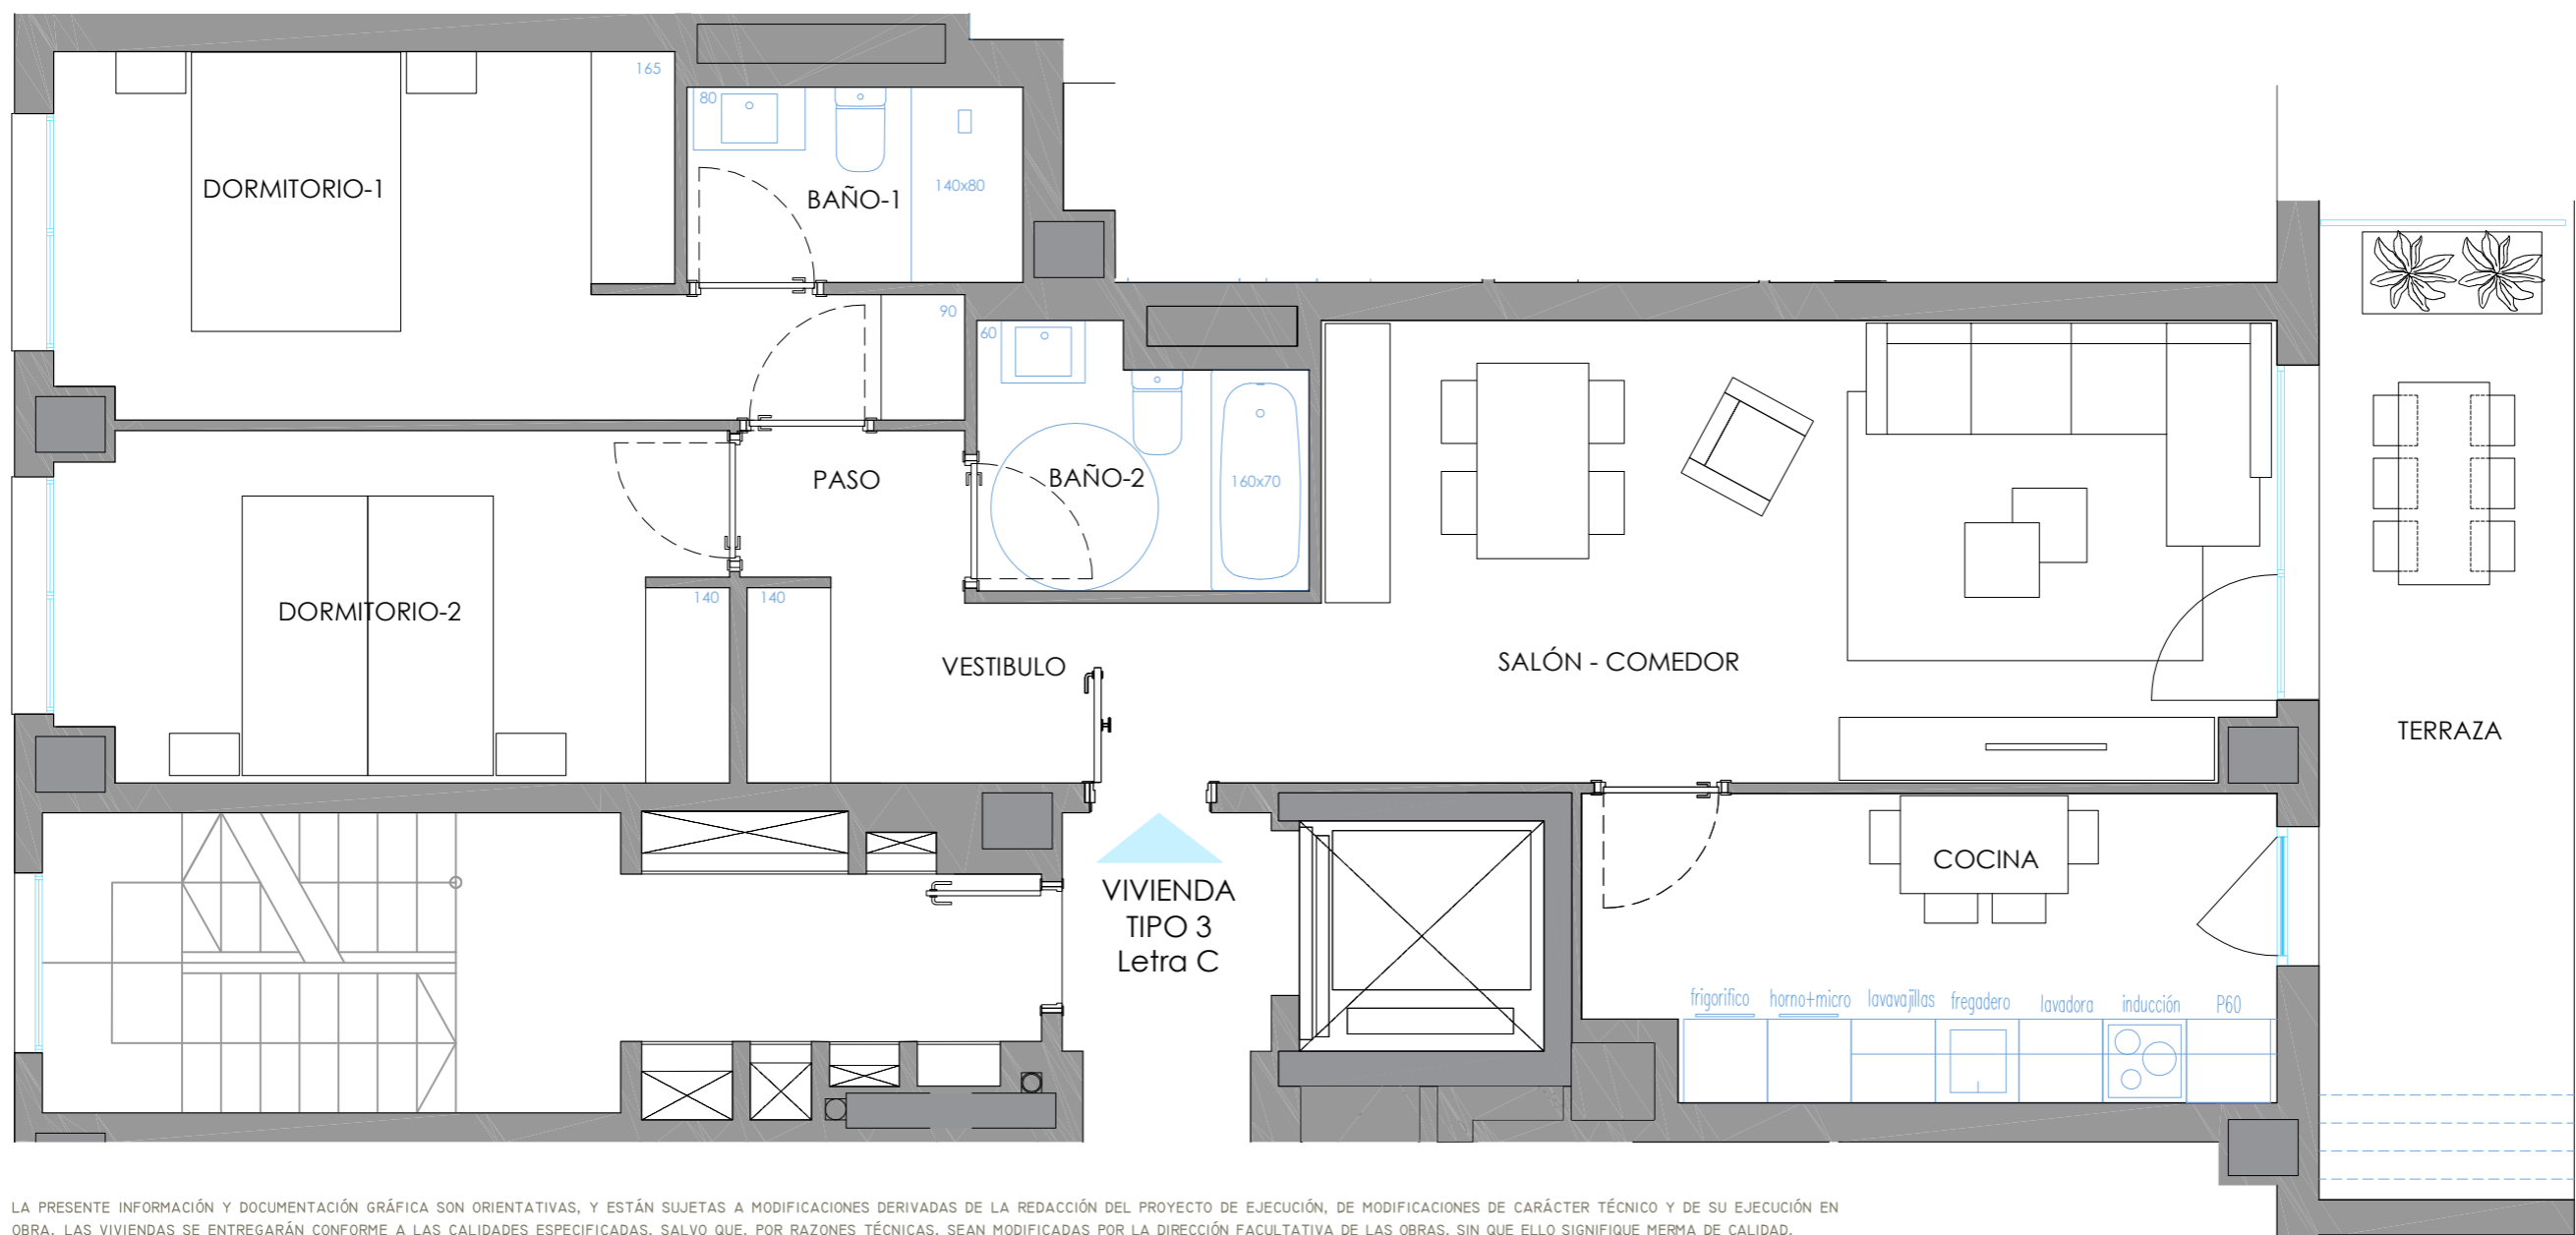 165
80
DORMITORIO-1
140x80
BAÑO-1
90
60
PASO
BAÑO-2
160x70
140
140
DORMITORIO-2
VESTIBULO
SALÓN - COMEDOR
TERRAZA
COCINA
VIVIENDA
TIPO 3
Letra C
frigorifico horno+micro lavavajillas fregadero lavadora inducción P60
LA PRESENTE INFORMACIÓN Y DOCUMENTACIÓN GRÁFICA SON ORIENTATIVAS, Y ESTÁN SUJETAS A MODIFICACIONES DERIVADAS DE LA REDACCIÓN DEL PROYECTO DE EJECUCIÓN, DE MODIFICACIONES DE CARÁCTER TÉCNICO Y DE SU EJECUCIÓN EN
OBRA. LAS VIVIENDAS SE ENTREGARÁN CONFORME A LAS CALIDADES ESPECIFICADAS, SALVO QUE, POR RAZONES TÉCNICAS, SEAN MODIFICADAS POR LA DIRECCIÓN FACULTATIVA DE LAS OBRAS, SIN QUE ELLO SIGNIFIQUE MERMA DE CALIDAD.